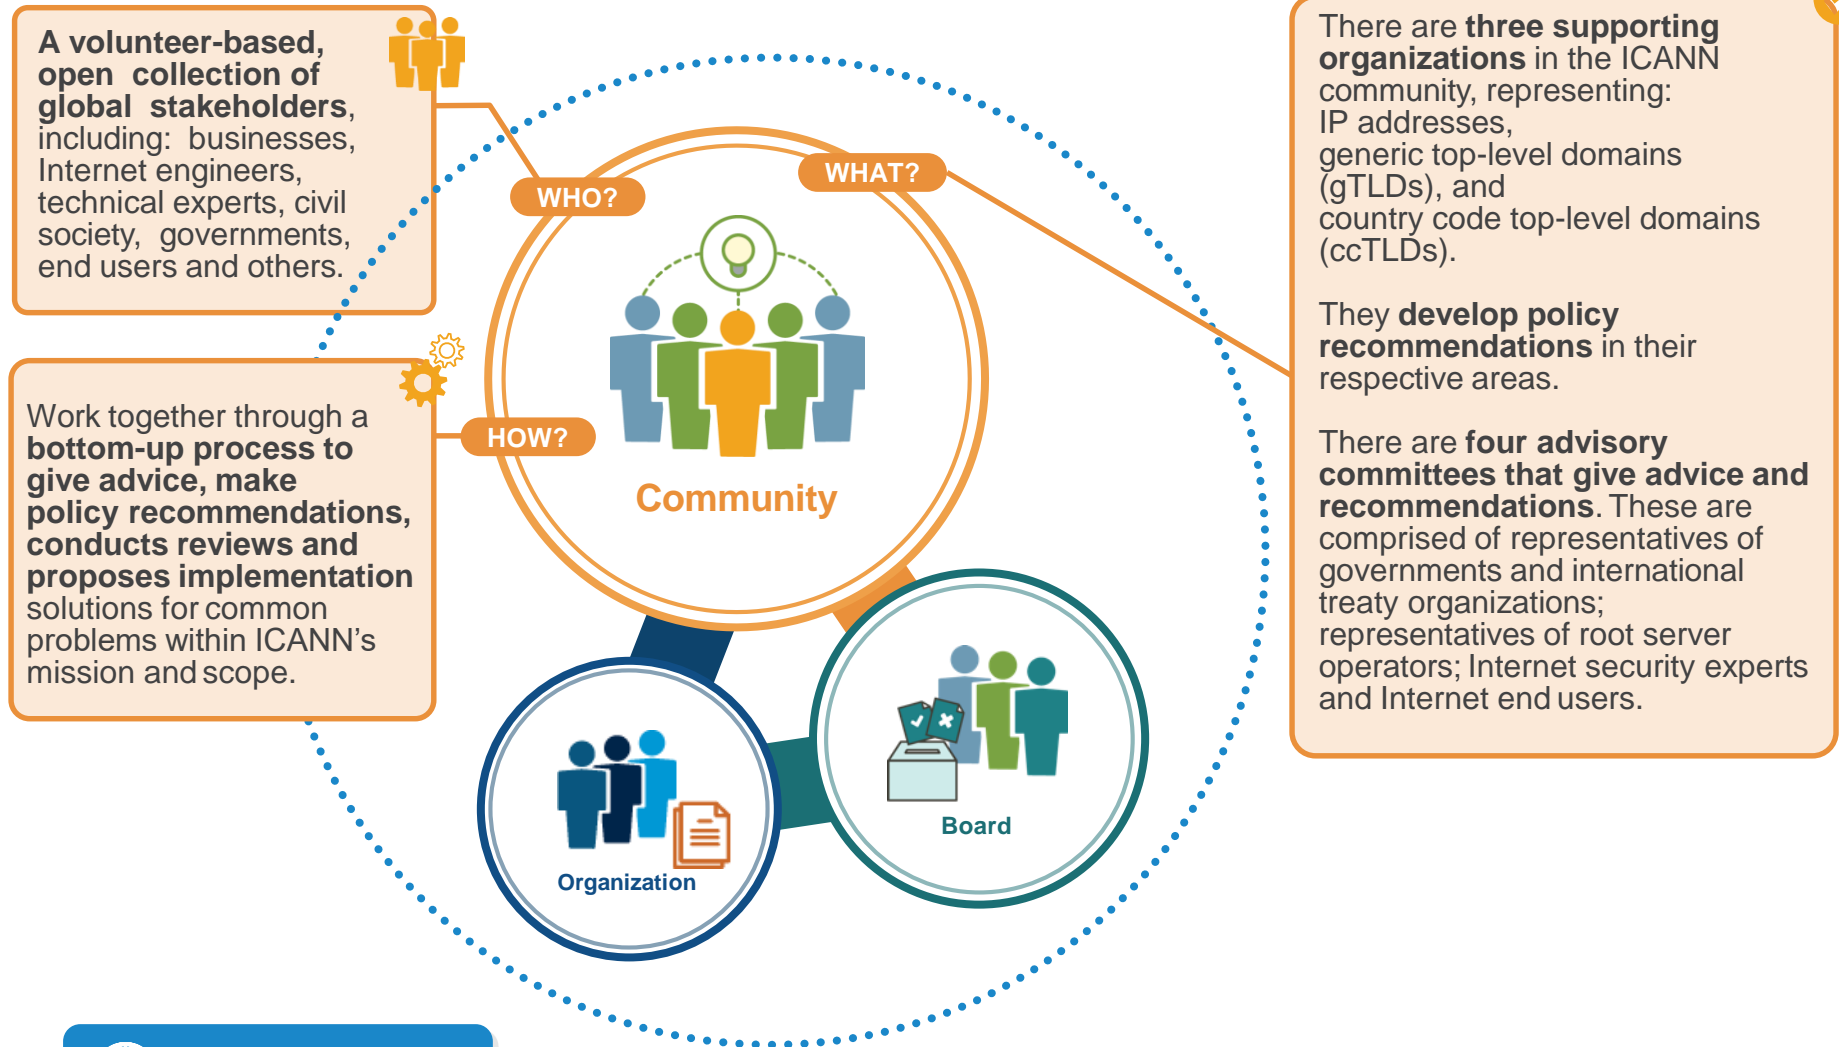 A volunteer-based,
open collection of
global stakeholders,
including: businesses,
Internet engineers,
technical experts, civil
society, governments,
end users and others.
WHO?
WHAT?
There are three supporting
organizations in the ICANN
community, representing:
IP addresses,
generic top-level domains
(gTLDs), and
country code top-level domains
(ccTLDs).
They develop policy
recommendations in their
respective areas.
There are four advisory
committees that give advice and
recommendations. These are
comprised of representatives of
governments and international
treaty organizations;
representatives of root server
operators; Internet security experts
and Internet end users.
Work together through a
bottom-up process to
give advice, make
policy recommendations,
conducts reviews and
proposes implementation
solutions for common
problems within ICANN’s
mission and scope.
HOW?
Community
Board
Organization